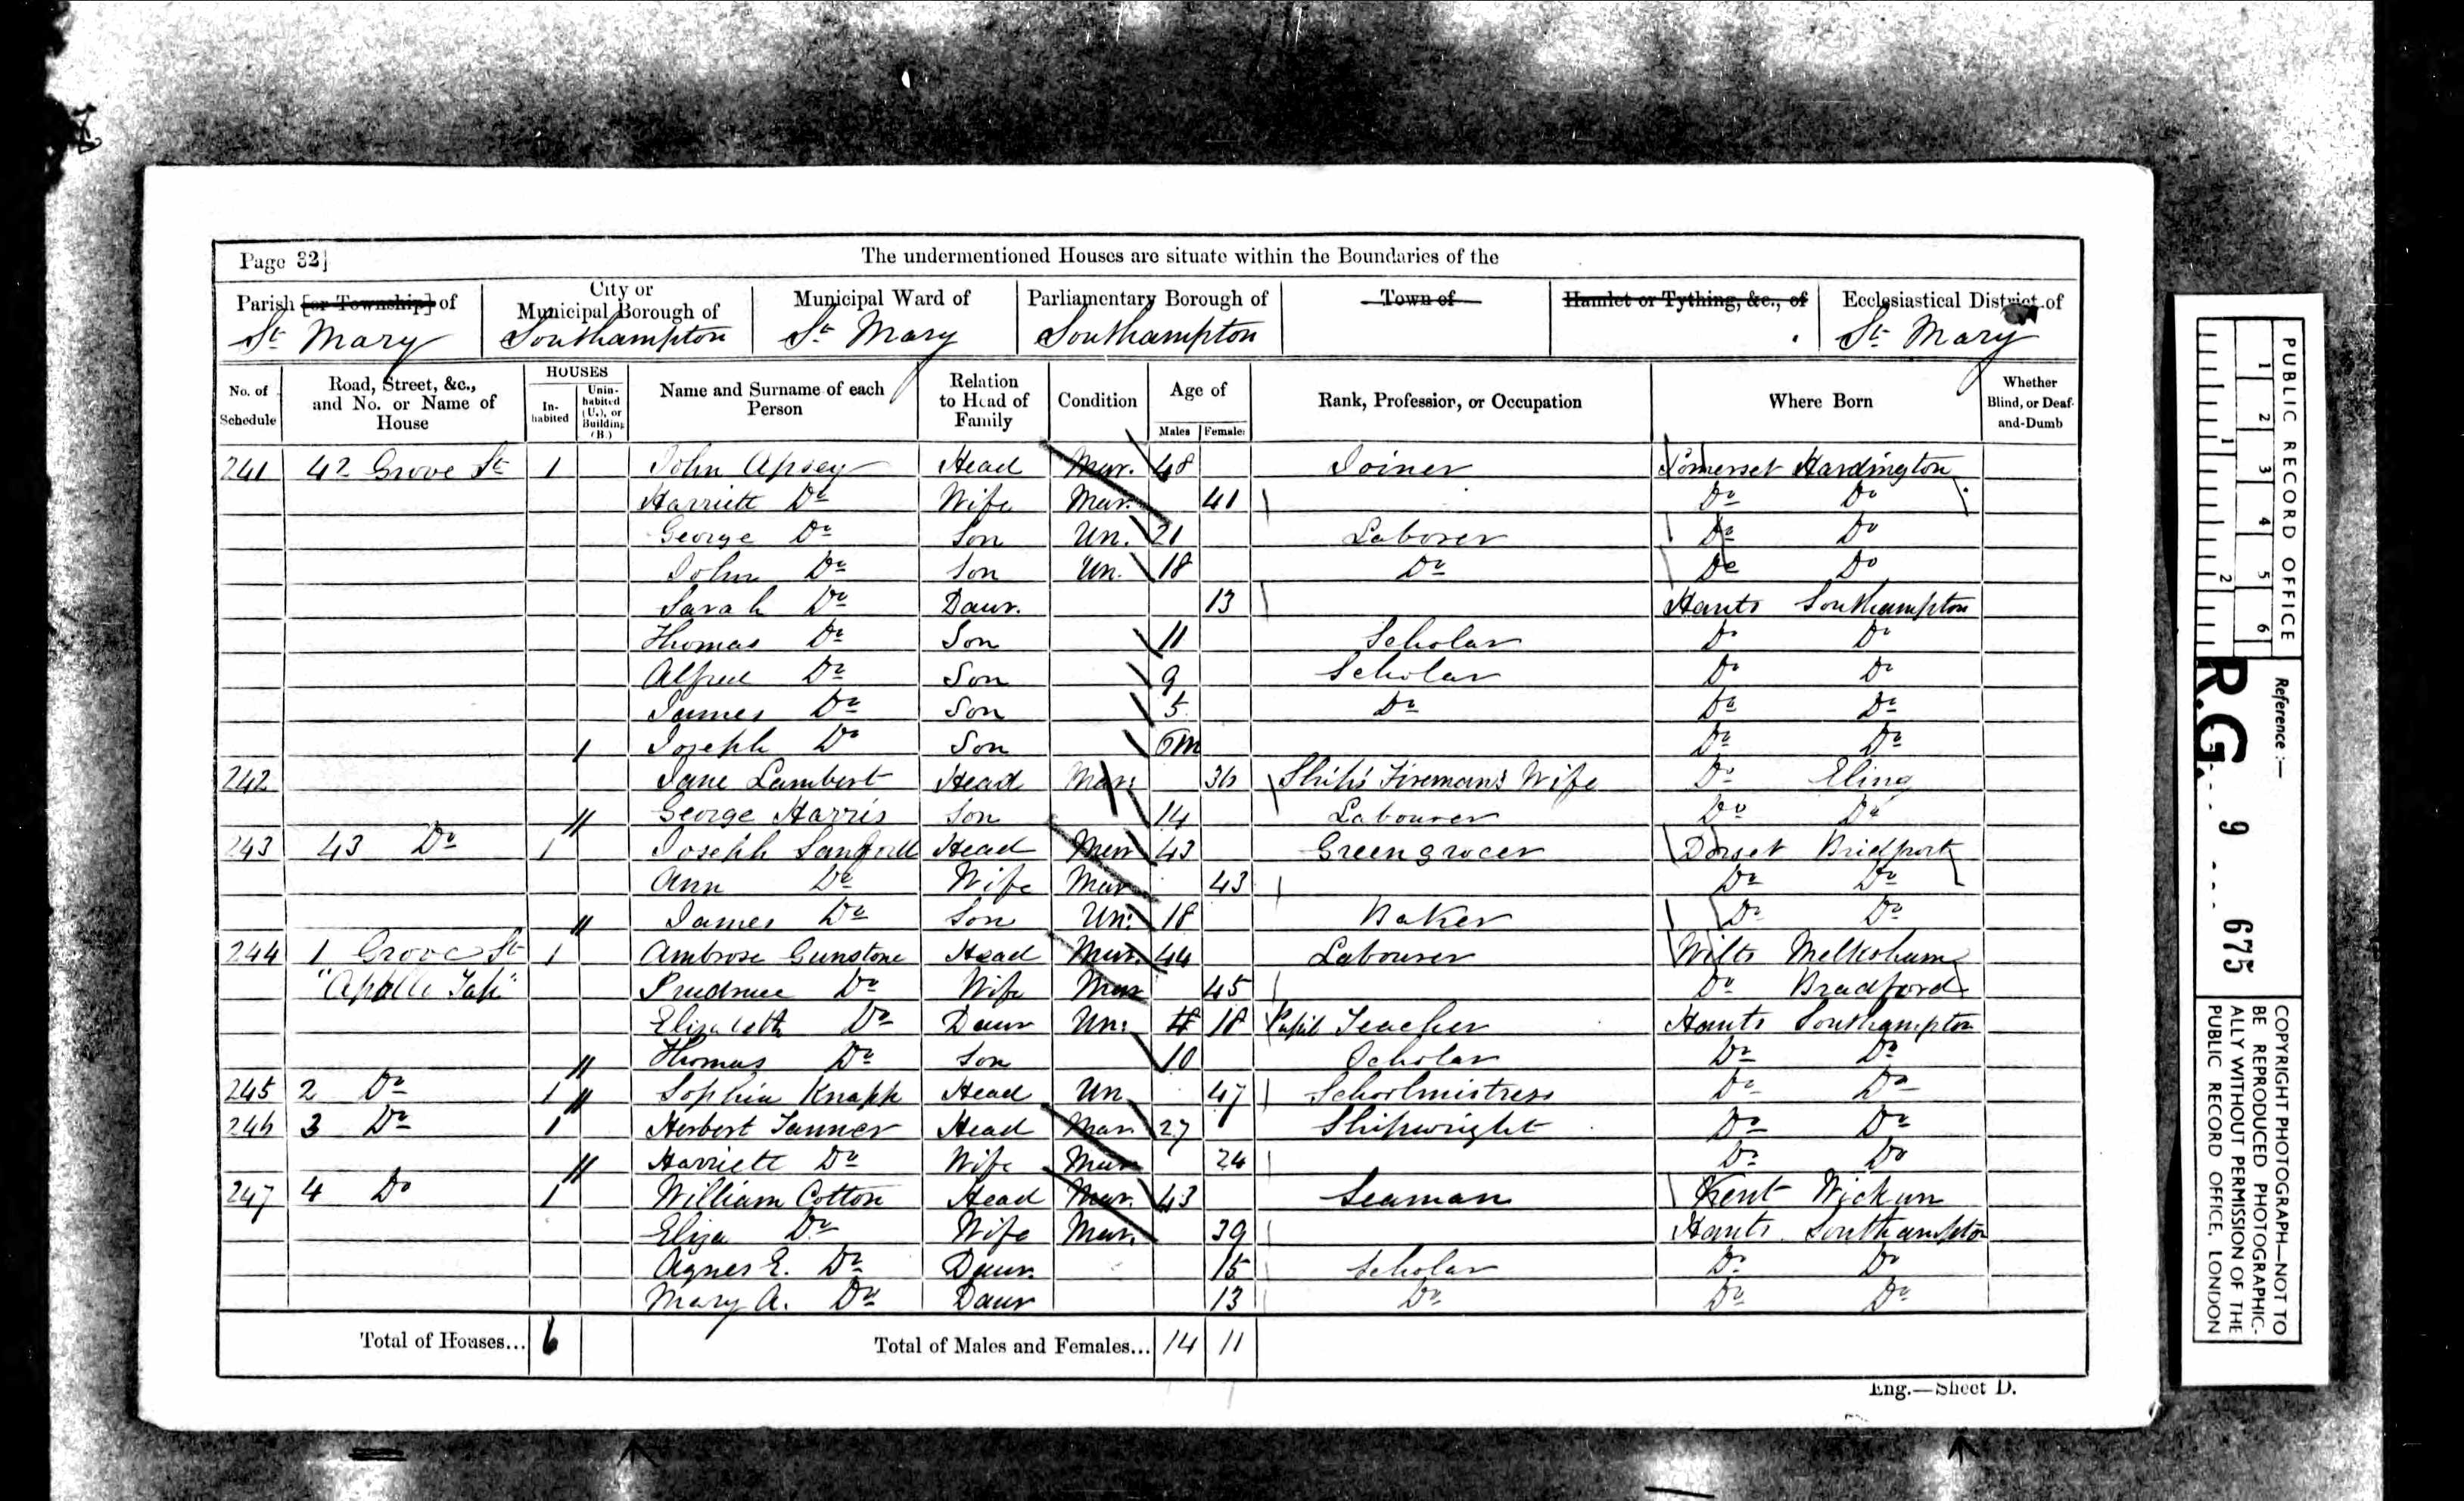 Page 32]
The undermentioned Houses are situate within the Boundaries of the
Parish [or Township] of
City or Municipal Borough of
Municipal Ward of
Parliamentary Borough of
Town of
Hamlet or Tything, &c., of
Ecclesiastical District of
St Mary
Southampton
St Mary
Southampton
St Mary
No. of Schedule
Road, Street, &c., and No. or Name of House
HOUSES
In-habited
Unin-habited (U.), or Building (B.)
Name and Surname of each Person
Relation to Head of Family
Condition
Age of
Males
Females
Rank, Profession, or Occupation
Where Born
Whether Blind, or Deaf-and-Dumb
241 42 Grove St 1 John Apsey Head Mar. 48 Joiner Somerset Hardington
Harriett Do Wife Mar. 41 Do Do
George Do Son Un. 21 Laborer Do Do
John Do Son Un. 18 Do Do Do
Sarah Do Daur. 13 Hants Southampton
Thomas Do Son 11 Scholar Do Do
Alfred Do Son 9 Scholar Do Do
James Do Son 5 Do Do Do
Joseph Do Son 6m Do Do
242 Jane Lambert Head Mar. 36 Ship's Fireman's Wife Do Eling
George Harris Son 14 Labourer Do Do
243 43 Do 1 Joseph Head Mar 43 Greengrocer Dorset Bridport
Ann Do Wife Mar 43 Do Do
James Do Son Un. 18 Baker Do Do
244 1 Grove St 1 Ambrose Gunstone Head Mar. 44 Labourer Wilts Melksham
"Apollo" Prudence Do Wife Mar 45 Do Bradford
Elizabeth Do Daur Un. 18 Pupil Teacher Hants Southampton
Thomas Do Son 10 Scholar Do Do
245 2 Do 1 Sophia Knapp Head Un 47 Schoolmistress Do Do
246 3 Do 1 Herbert Tanner Head Mar. 27 Shipwright Do Do
Harriett Do Wife Mar 24 Do Do
247 4 Do 1 William Cotton Head Mar. 43 Seaman Kent Wickum
Eliza Do Wife Mar. 39 Hants Southampton
Agnes E. Do Daur. 15 Scholar Do Do
Mary A. Do Daur 13 Do Do Do
Total of Houses... 6
Total of Males and Females... 14 11
Eng.—Sheet D.
PUBLIC RECORD OFFICE
1 2 3 4 5 6
1 2
Reference :—
R.G. 9 675
COPYRIGHT PHOTOGRAPH—NOT TO BE REPRODUCED PHOTOGRAPHIC-ALLY WITHOUT PERMISSION OF THE PUBLIC RECORD OFFICE, LONDON